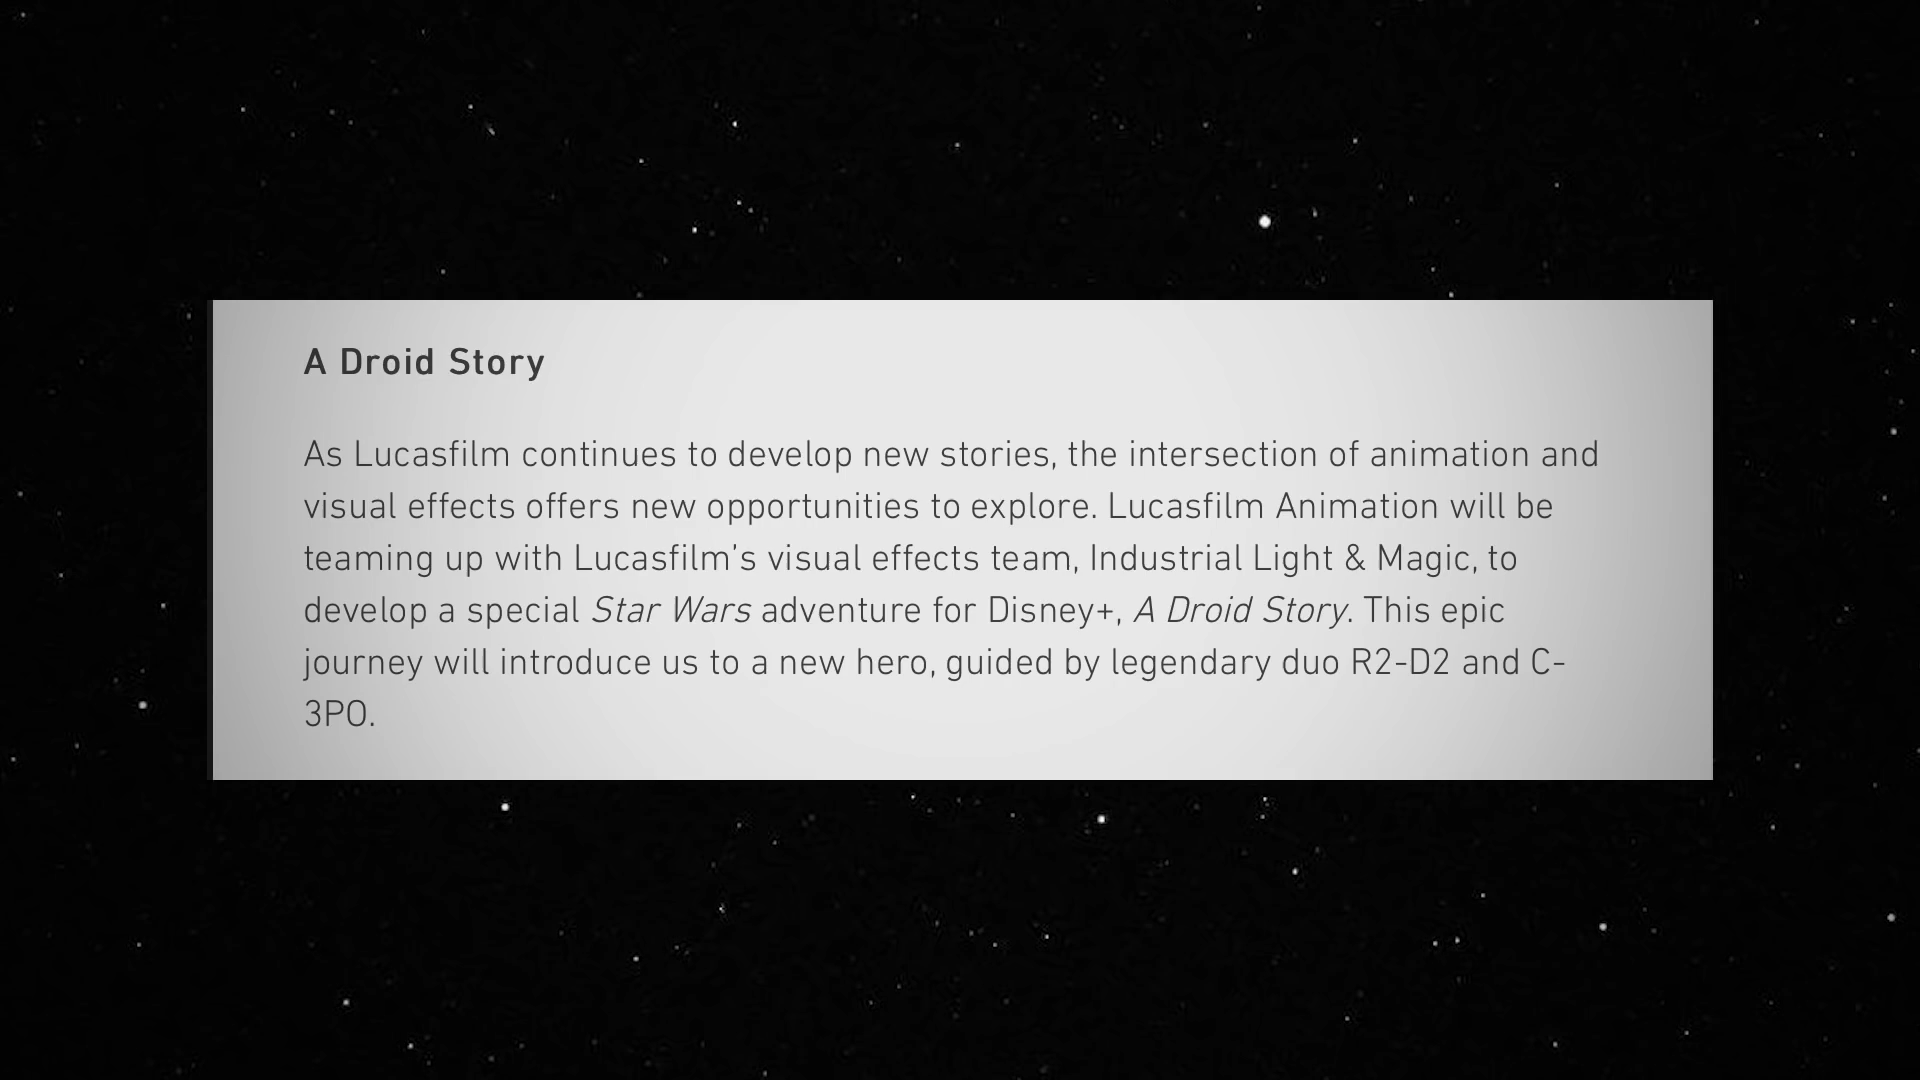 A Droid Story
As Lucasfilm continues to develop new stories, the intersection of animation and
visual effects offers new opportunities to explore. Lucasfilm Animation will be
teaming up with Lucasfilm’s visual effects team, Industrial Light & Magic, to
develop a special Star Wars adventure for Disney+, A Droid Story. This epic
journey will introduce us to a new hero, guided by legendary duo R2-D2 and C-
3PO.